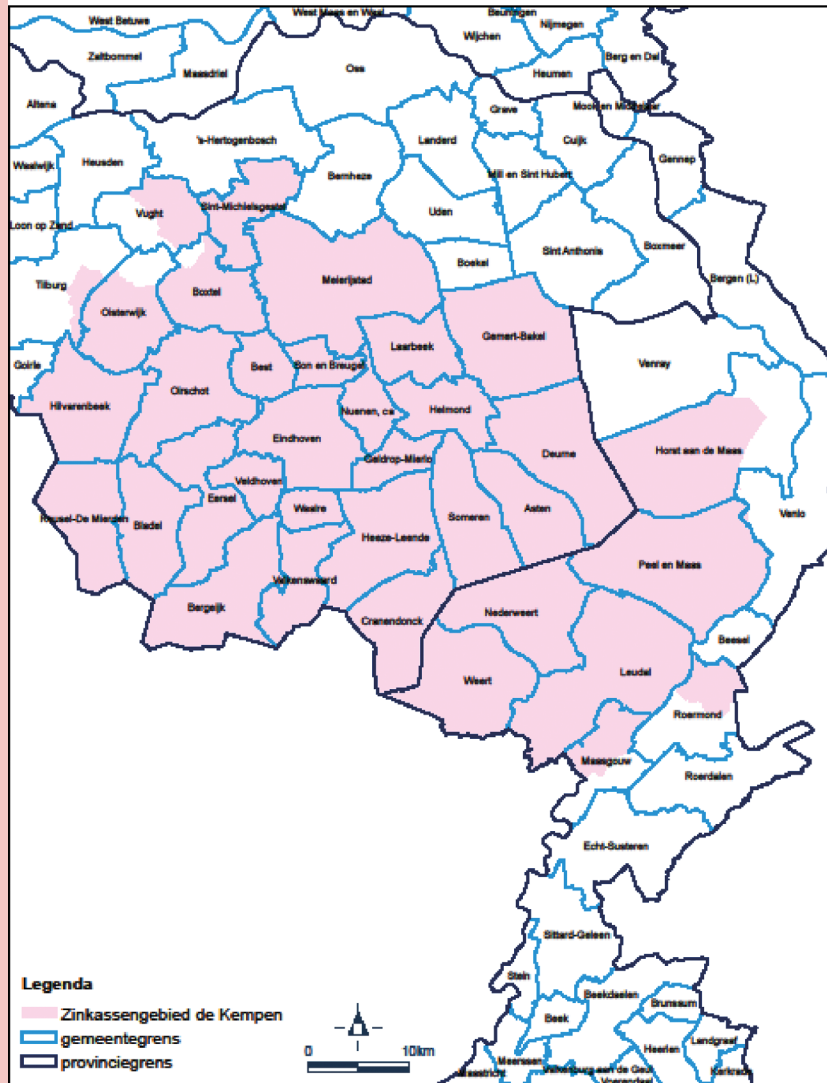 West Maas en Waal
Beuningen
West Betuwe
Nijmegen
Wijchen
Zaltbommel
Berg en Dal
Oss
Maasdriel
Heumen
Altena
Grave
Mook en Middelaar
's-Hertogenbosch
Landerd
Cuijk
Waalwijk
Heusden
Gennep
Bernheze
Mill en Sint Hubert
Sint-Michielsgestel
Vught
Uden
Loon op Zand
Boxmeer
Sint Anthonis
Boekel
Meierijstad
Bergen (L)
Tilburg
Boxtel
Oisterwijk
Gemert-Bakel
Laarbeek
Goirle
Best
Son en Breugel
Venray
Oirschot
Hilvarenbeek
Nuenen, ca
Helmond
Eindhoven
Horst aan de Maas
Deurne
Geldrop-Mierlo
Veldhoven
Eersel
Waalre
Asten
Venlo
Reusel-De Mierden
Bladel
Someren
Heeze-Leende
Peel en Maas
Valkenswaard
Bergeijk
Nederweert
Cranendonck
Beesel
Leudal
Weert
Roermond
Maasgouw
Roerdalen
Echt-Susteren
Sittard-Geleen
Stein
Beekdaelen
Brunssum
Beek
Landgraaf
Heerlen
Meerssen
Valkenburg aan de Geul
Maastricht
Kerkrade
Voerendaal
Legenda
Zinkassengebied de Kempen
gemeentegrens
provinciegrens
0 10km